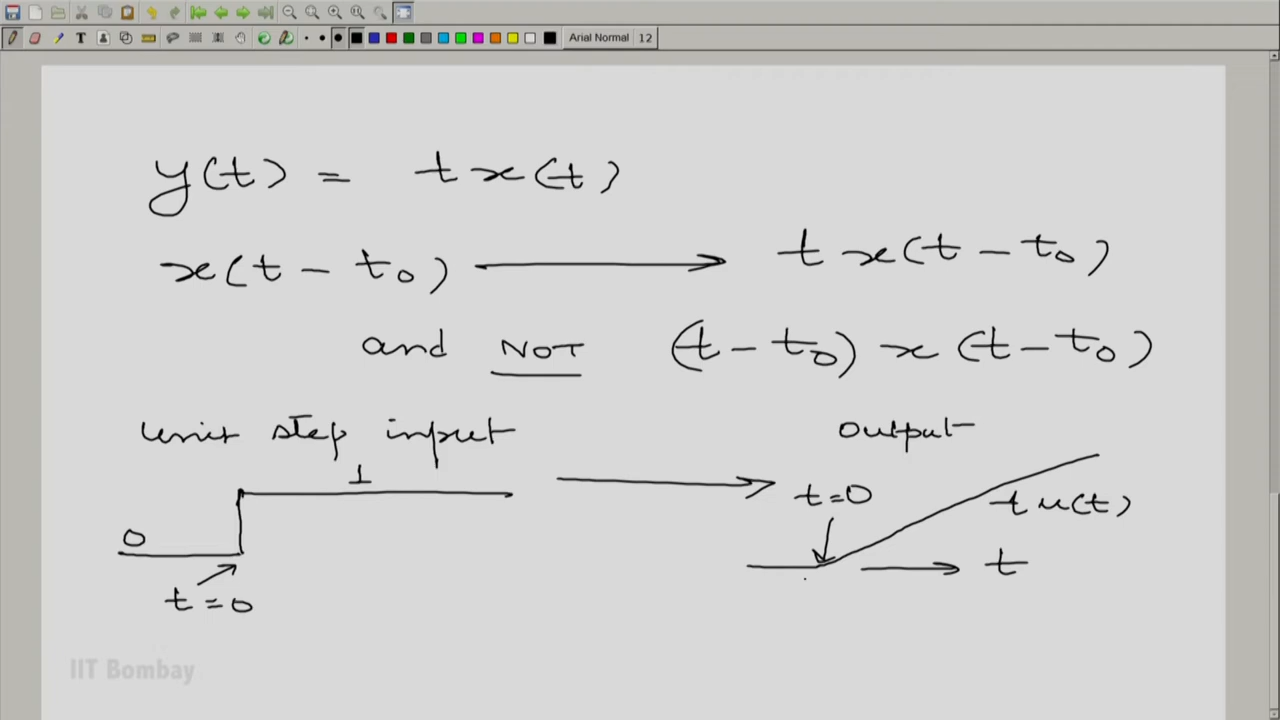 Arial Normal 12
y(t) = t x(t)
x(t - t0) ⟶ t x(t - t0)
and NOT (t - t0) x (t - t0)
unit step input
output
1
t=0
t u(t)
0
t
t=0
IIT Bombay